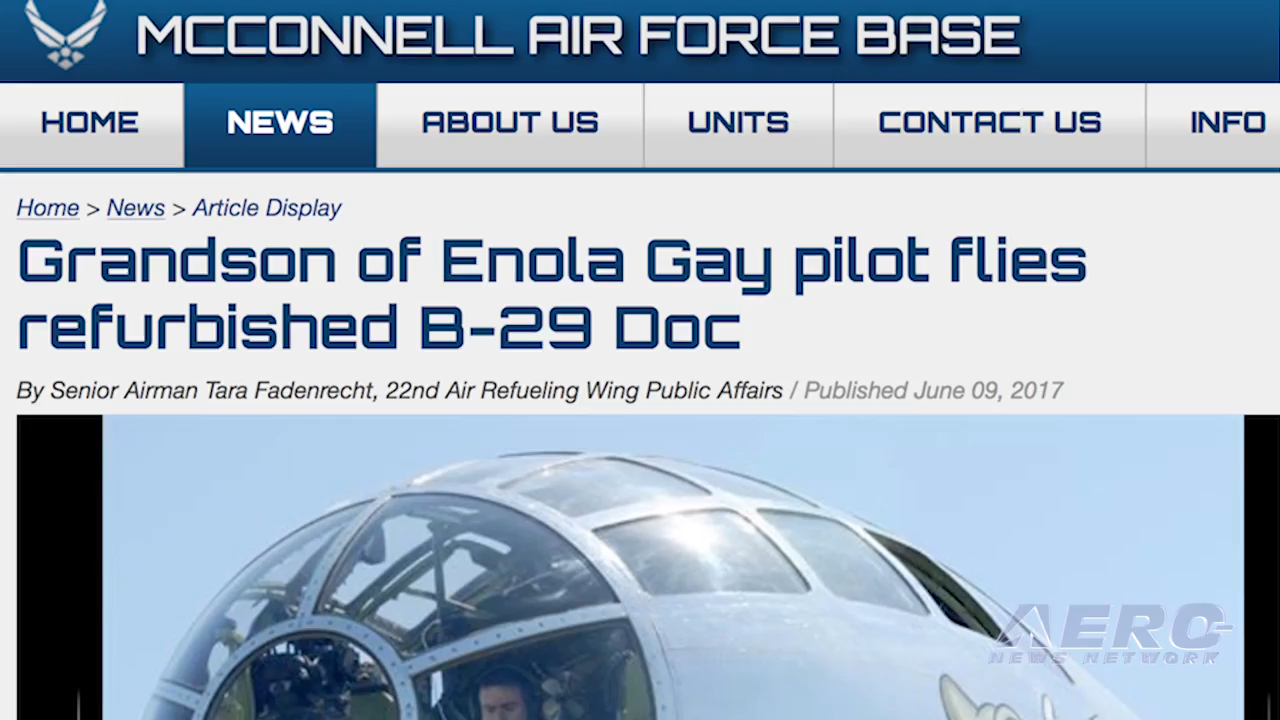 MCCONNELL AIR FORCE BASE
HOME NEWS ABOUT US UNITS CONTACT US INFO
Home > News > Article Display
Grandson of Enola Gay pilot flies
refurbished B-29 Doc
By Senior Airman Tara Fadenrecht, 22nd Air Refueling Wing Public Affairs / Published June 09, 2017
AERO
NEWS NETWORK